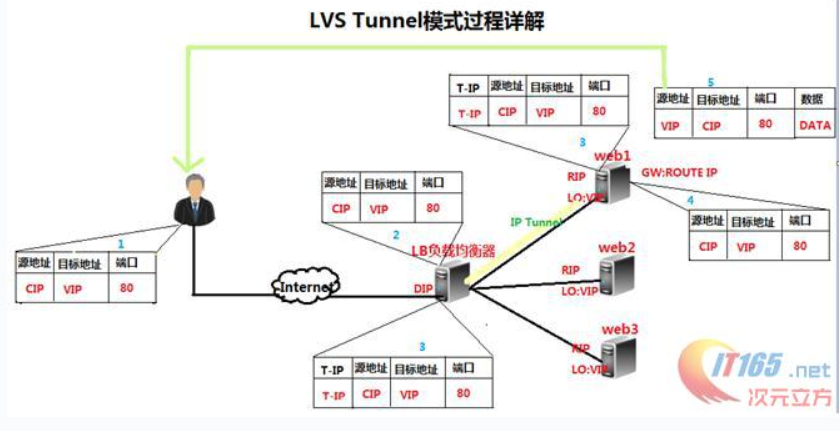 LVS Tunnel模式过程详解
5
源地址 目标地址 端口 数据
VIP CIP 80 DATA
T-IP 源地址 目标地址 端口
T-IP CIP VIP 80
3
web1
RIP
GW:ROUTE IP
LO:VIP
4
源地址 目标地址 端口
CIP VIP 80
源地址 目标地址 端口
CIP VIP 80
2
IP Tunnel
LB负载均衡器
DIP
1
源地址 目标地址 端口
CIP VIP 80
Internet
web2
RIP
LO:VIP
web3
RIP
LO:VIP
3
T-IP 源地址 目标地址 端口
T-IP CIP VIP 80
IT165.net
次元立方